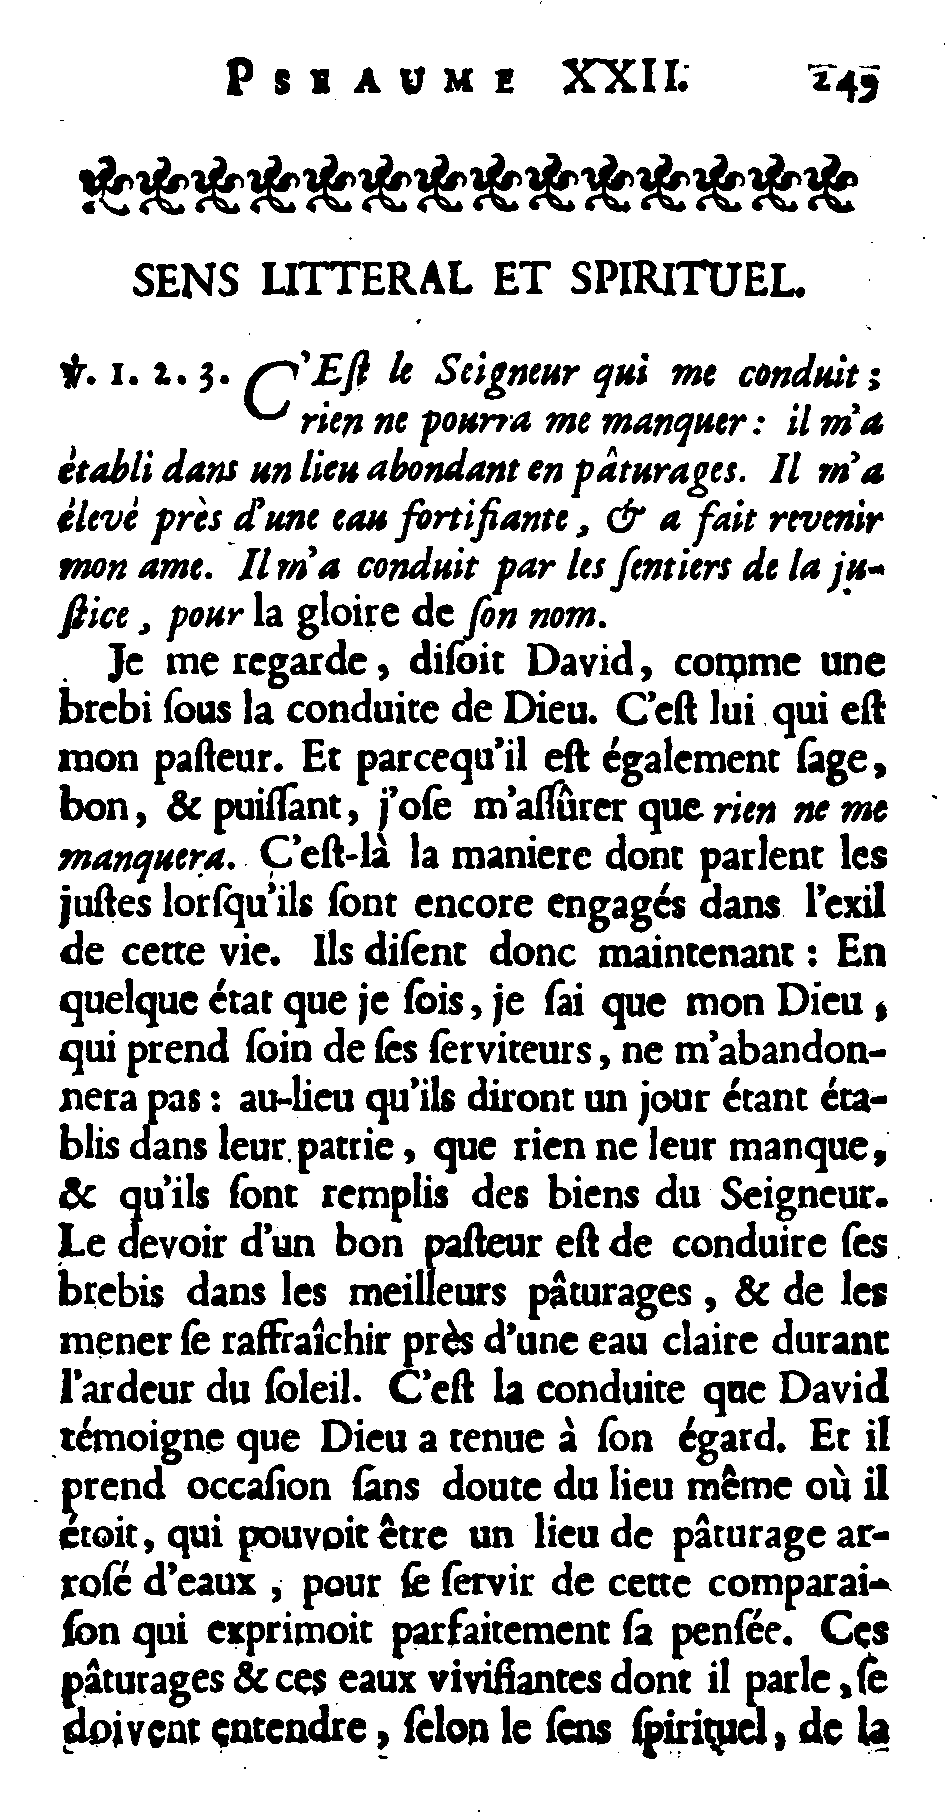 PSEAUME XXII. 249
SENS LITTERAL ET SPIRITUEL.
℣. 1. 2. 3. C'Eſt le Seigneur qui me conduit ;
rien ne pourra me manquer : il m'a
établi dans un lieu abondant en pâturages. Il m'a
élevé près d'une eau fortifiante, & a fait revenir
mon ame. Il m'a conduit par les ſentiers de la ju-
ſtice, pour la gloire de ſon nom.
Je me regarde, diſoit David, comme une
brebi ſous la conduite de Dieu. C'eſt lui qui eſt
mon paſteur. Et parcequ'il eſt également ſage,
bon, & puiſſant, j'oſe m'aſſûrer que rien ne me
manquera. C'eſt-là la maniere dont parlent les
juſtes lorſqu'ils ſont encore engagés dans l'exil
de cette vie. Ils diſent donc maintenant : En
quelque état que je ſois, je ſai que mon Dieu,
qui prend ſoin de ſes ſerviteurs, ne m'abandon-
nera pas : au-lieu qu'ils diront un jour étant éta-
blis dans leur patrie, que rien ne leur manque,
& qu'ils ſont remplis des biens du Seigneur.
Le devoir d'un bon paſteur eſt de conduire ſes
brebis dans les meilleurs pâturages, & de les
mener ſe raffraîchir près d'une eau claire durant
l'ardeur du ſoleil. C'eſt la conduite que David
témoigne que Dieu a tenue à ſon égard. Et il
prend occaſion ſans doute du lieu même où il
étoit, qui pouvoit être un lieu de pâturage ar-
roſé d'eaux, pour ſe ſervir de cette comparai-
ſon qui exprimoit parfaitement ſa penſée. Ces
pâturages & ces eaux vivifiantes dont il parle, ſe
doivent entendre, ſelon le ſens ſpirituel, de la